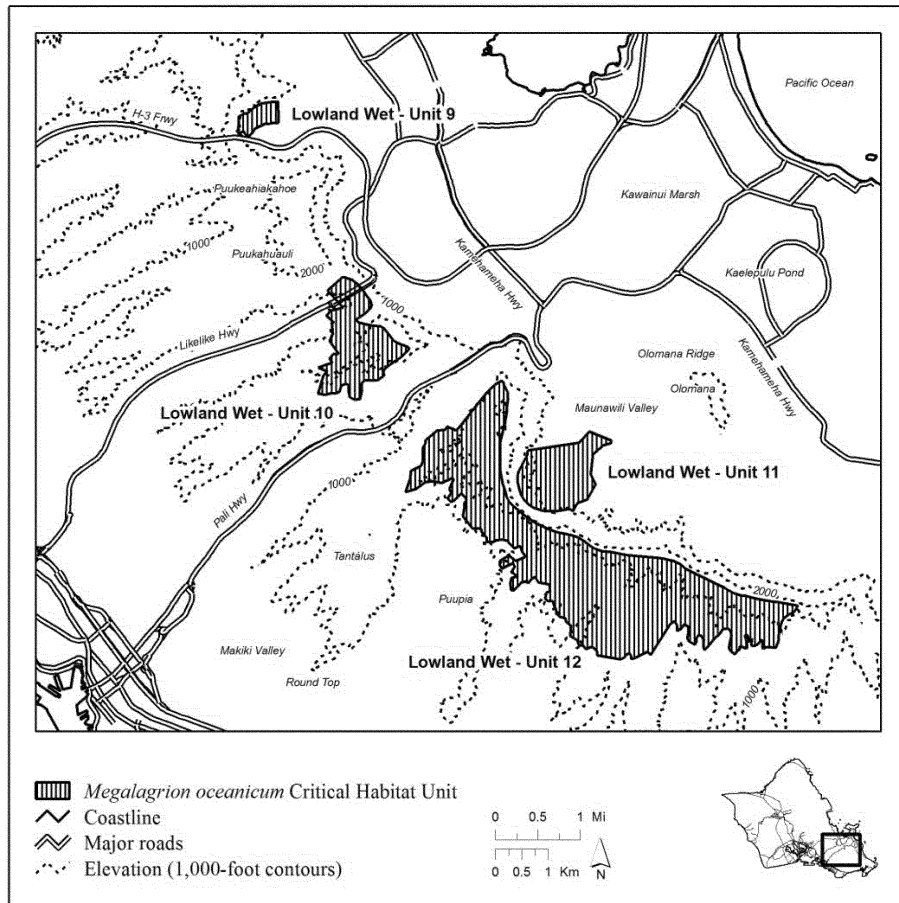 Pacific Ocean
H-3 Frwy
Lowland Wet - Unit 9
Puukeahiakahoe
Kawainui Marsh
1000
Puukahuauli
2000
Kamehameha Hwy
Kaelepulu Pond
1000
Likelike Hwy
Olomana Ridge
Kamehameha Hwy
Olomana
Lowland Wet - Unit 10
Maunawili Valley
Lowland Wet - Unit 11
1000
Pali Hwy
Tantalus
2000
Puupia
Makiki Valley
Lowland Wet - Unit 12
Round Top
1000
Megalagrion oceanicum Critical Habitat Unit
Coastline
Major roads
Elevation (1,000-foot contours)
0 0.5 1 Mi
0 0.5 1 Km
N